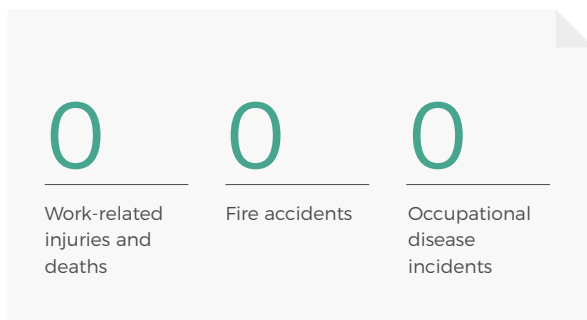 0
Work-related
injuries and
deaths
0
Fire accidents
0
Occupational
disease
incidents